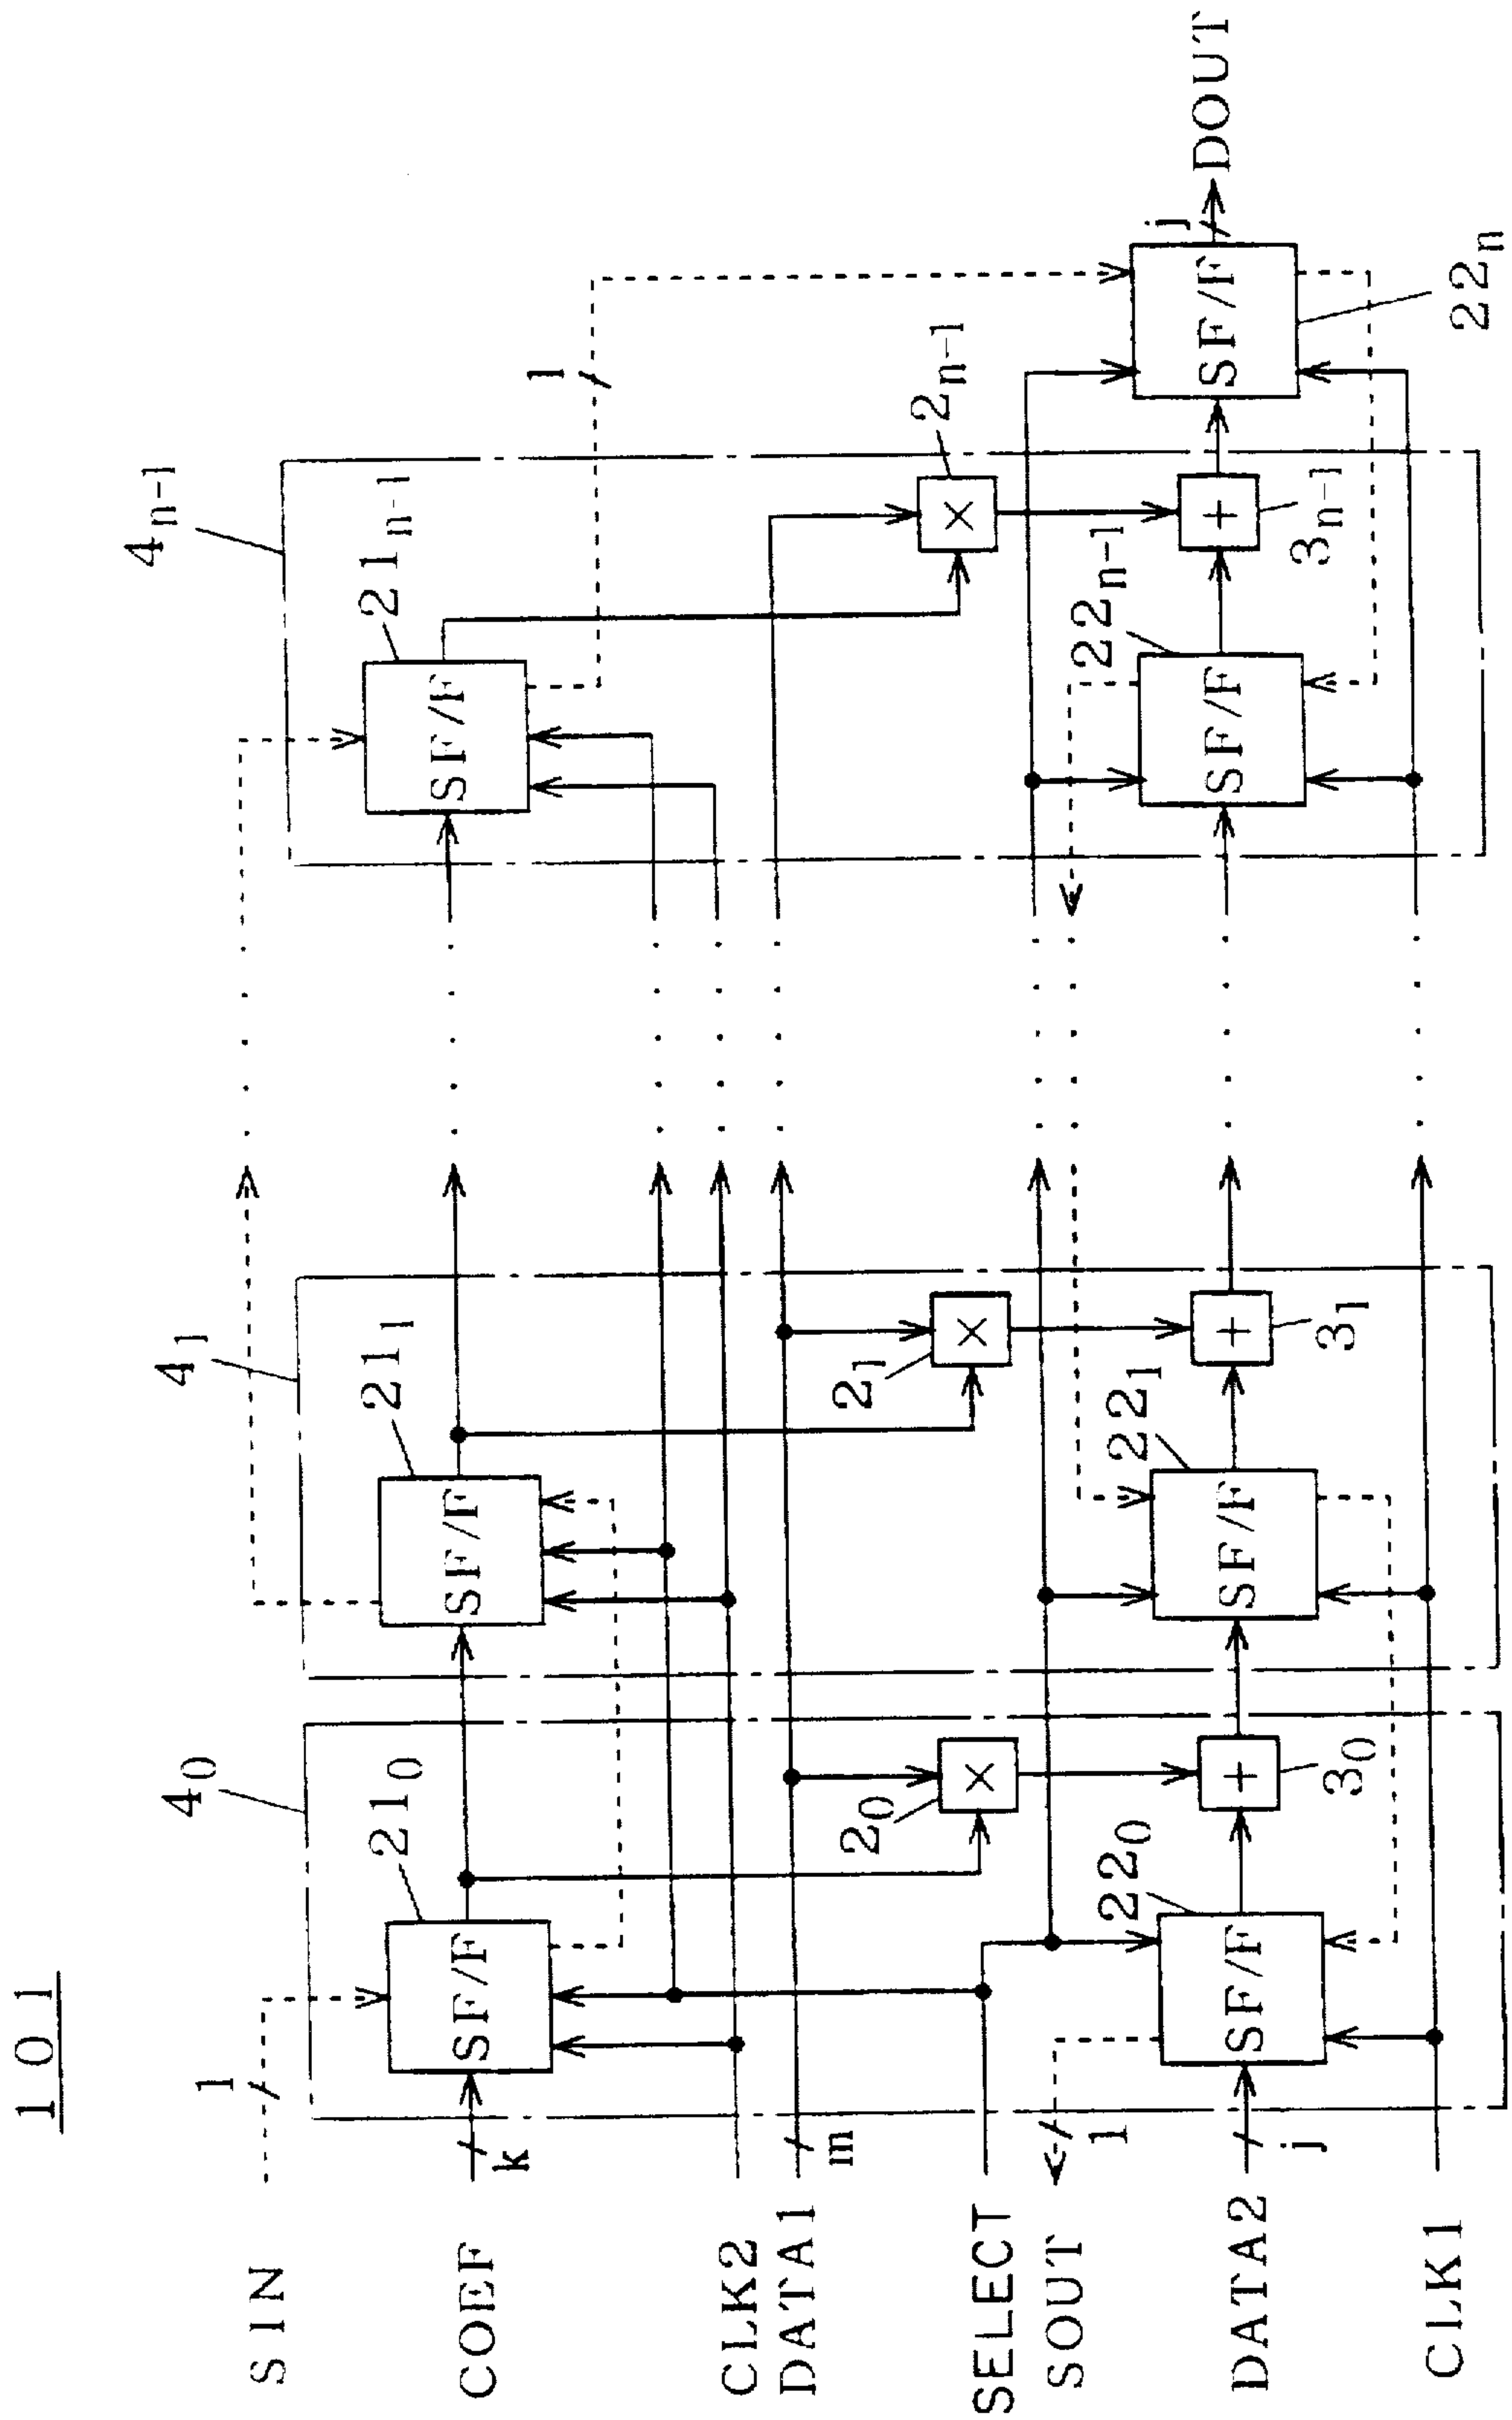 101
SIN
COEF
CLK2
DATA1
SELECT
SOUT
DATA2
CLK1
1
k
m
1
j
4₀
21₀
SF/F
2₀
×
22₀
SF/F
3₀
+
4₁
21₁
SF/F
2₁
×
22₁
SF/F
3₁
+
4ₙ₋₁
21ₙ₋₁
SF/F
1
2ₙ₋₁
×
22ₙ₋₁
SF/F
3ₙ₋₁
+
SF/F
22ₙ
j
DOUT